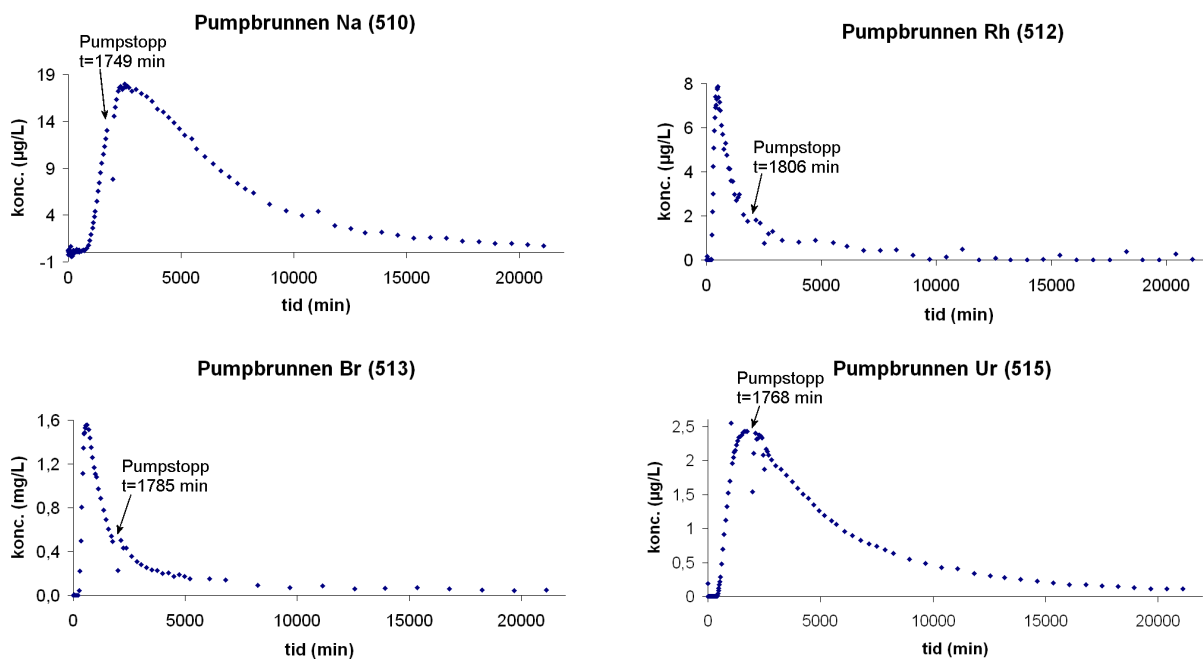 Pumpbrunnen Na (510)
Pumpstopp
t=1749 min
19
14
9
4
-1
konc. (µg/L)
0
5000
10000
15000
20000
tid (min)
Pumpbrunnen Rh (512)
Pumpstopp
t=1806 min
8
6
4
2
0
konc. (µg/L)
0
5000
10000
15000
20000
tid (min)
Pumpbrunnen Br (513)
Pumpstopp
t=1785 min
1,6
1,2
0,8
0,4
0,0
konc. (mg/L)
0
5000
10000
15000
20000
tid (min)
Pumpbrunnen Ur (515)
Pumpstopp
t=1768 min
2,5
2
1,5
1
0,5
0
konc. (µg/L)
0
5000
10000
15000
20000
tid (min)